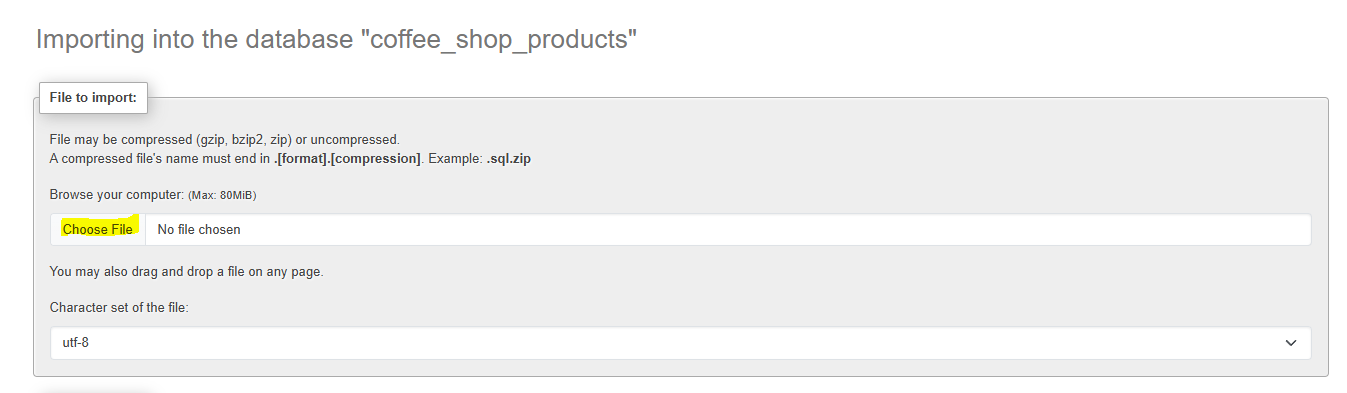 Importing into the database "coffee_shop_products"
File to import:
File may be compressed (gzip, bzip2, zip) or uncompressed.
A compressed file's name must end in .[format].[compression]. Example: .sql.zip
Browse your computer: (Max: 80MiB)
Choose File No file chosen
You may also drag and drop a file on any page.
Character set of the file:
utf-8